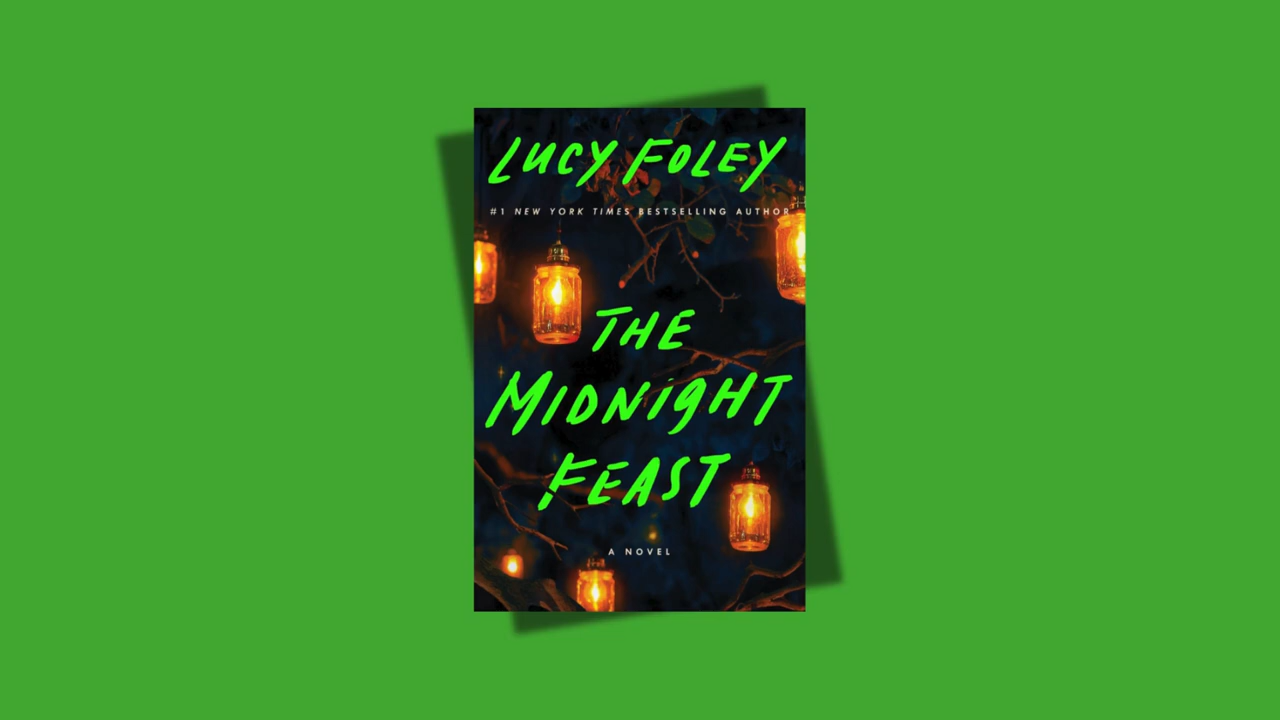 LUCY FOLEY
#1 NEW YORK TIMES BESTSELLING AUTHOR
THE
MIDNIGHT
FEAST
A NOVEL